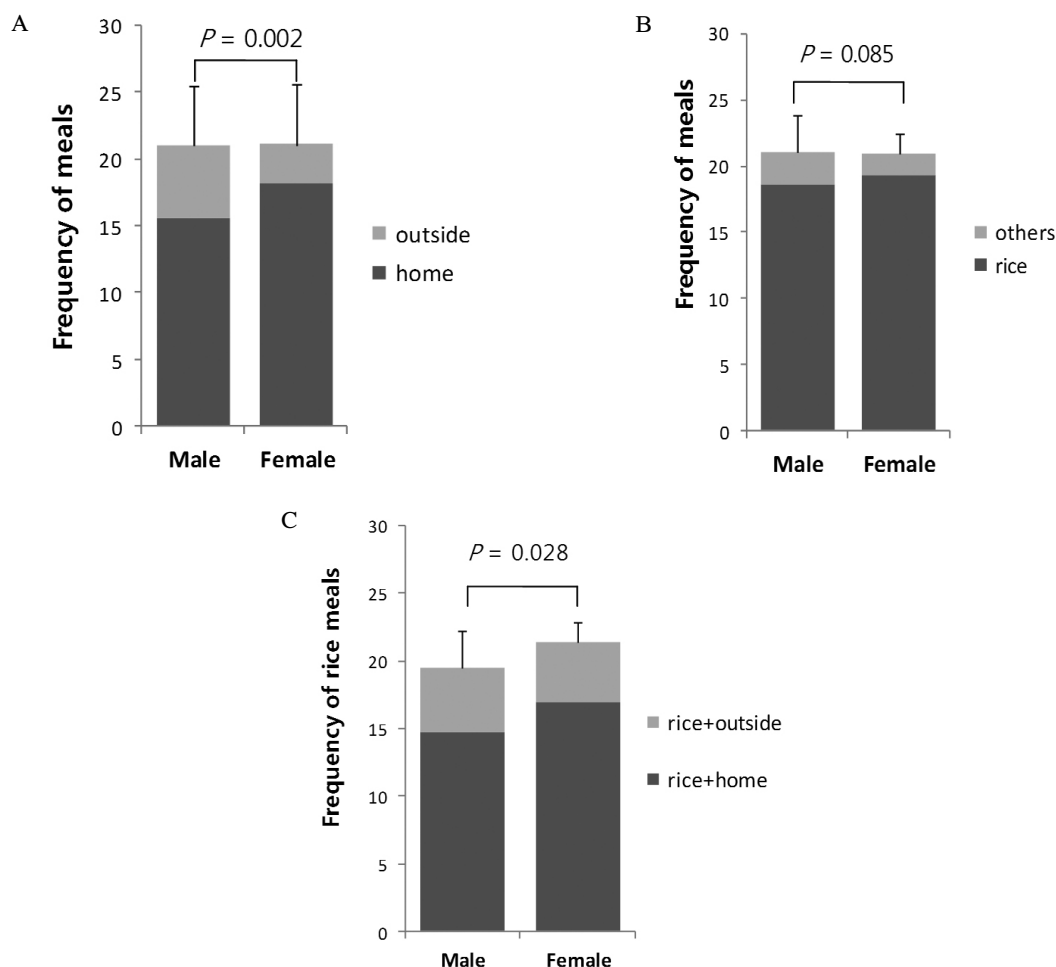 A
Frequency of meals
30
25
20
15
10
5
0
P = 0.002
outside
home
Male Female
B
Frequency of meals
30
25
20
15
10
5
0
P = 0.085
others
rice
Male Female
C
Frequency of rice meals
30
25
20
15
10
5
0
P = 0.028
rice+outside
rice+home
Male Female